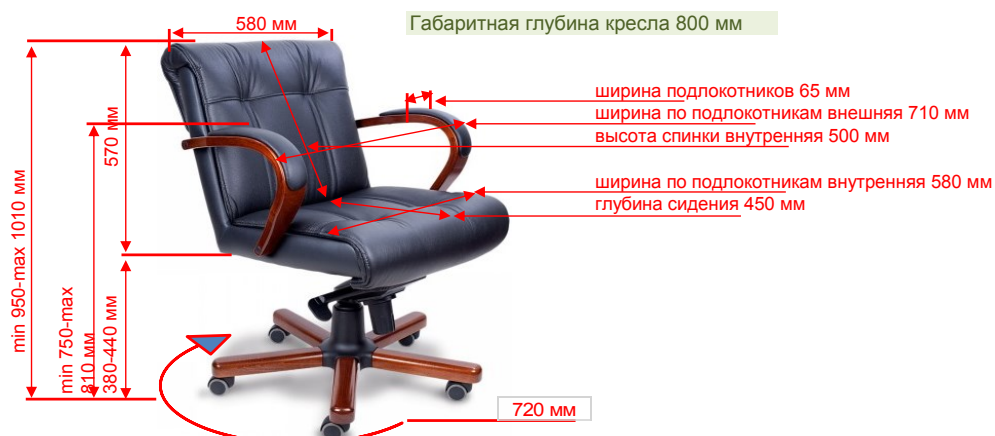 580 мм
Габаритная глубина кресла 800 мм
ширина подлокотников 65 мм
ширина по подлокотникам внешняя 710 мм
высота спинки внутренняя 500 мм
ширина по подлокотникам внутренняя 580 мм
глубина сидения 450 мм
min 950-max 1010 мм
570 мм
min 750-max
810 мм
380-440 мм
720 мм